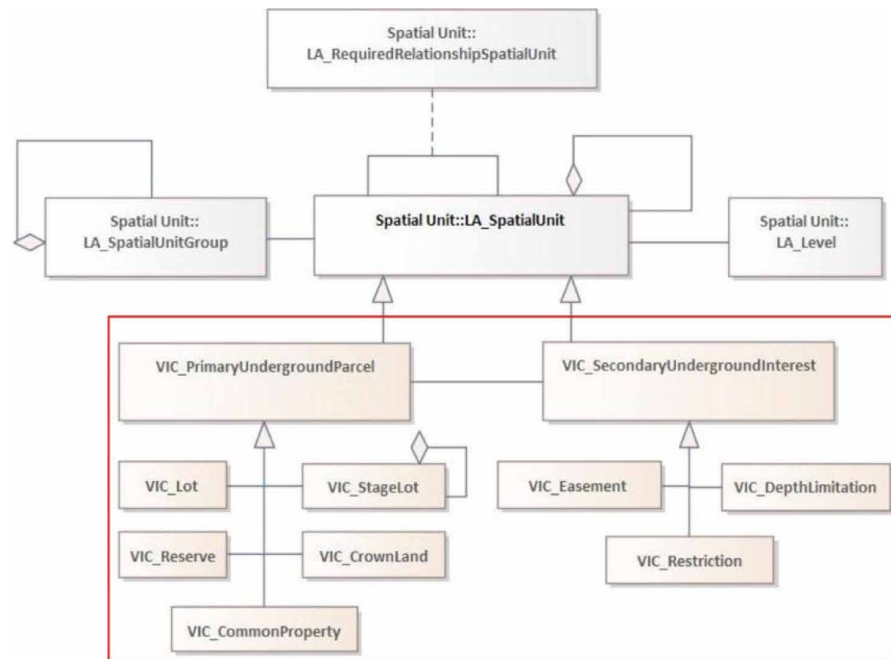 Spatial Unit::
LA_RequiredRelationshipSpatialUnit
Spatial Unit::
LA_SpatialUnitGroup
Spatial Unit::LA_SpatialUnit
Spatial Unit::
LA_Level
VIC_PrimaryUndergroundParcel
VIC_SecondaryUndergroundInterest
VIC_Lot
VIC_StageLot
VIC_Easement
VIC_DepthLimitation
VIC_Reserve
VIC_CrownLand
VIC_Restriction
VIC_CommonProperty